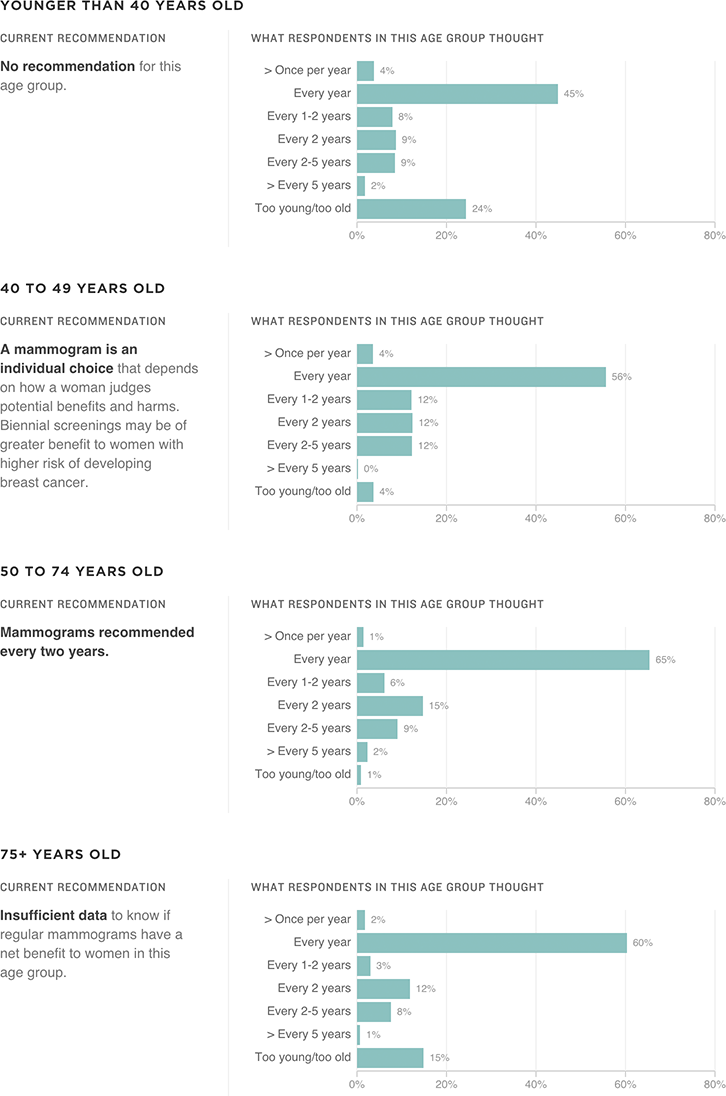 YOUNGER THAN 40 YEARS OLD
CURRENT RECOMMENDATION
No recommendation for this
age group.
WHAT RESPONDENTS IN THIS AGE GROUP THOUGHT
> Once per year 4%
Every year 45%
Every 1-2 years 8%
Every 2 years 9%
Every 2-5 years 9%
> Every 5 years 2%
Too young/too old 24%
0% 20% 40% 60% 80%
40 TO 49 YEARS OLD
CURRENT RECOMMENDATION
A mammogram is an
individual choice that depends
on how a woman judges
potential benefits and harms.
Biennial screenings may be of
greater benefit to women with
higher risk of developing
breast cancer.
WHAT RESPONDENTS IN THIS AGE GROUP THOUGHT
> Once per year 4%
Every year 56%
Every 1-2 years 12%
Every 2 years 12%
Every 2-5 years 12%
> Every 5 years 0%
Too young/too old 4%
0% 20% 40% 60% 80%
50 TO 74 YEARS OLD
CURRENT RECOMMENDATION
Mammograms recommended
every two years.
WHAT RESPONDENTS IN THIS AGE GROUP THOUGHT
> Once per year 1%
Every year 65%
Every 1-2 years 6%
Every 2 years 15%
Every 2-5 years 9%
> Every 5 years 2%
Too young/too old 1%
0% 20% 40% 60% 80%
75+ YEARS OLD
CURRENT RECOMMENDATION
Insufficient data to know if
regular mammograms have a
net benefit to women in this
age group.
WHAT RESPONDENTS IN THIS AGE GROUP THOUGHT
> Once per year 2%
Every year 60%
Every 1-2 years 3%
Every 2 years 12%
Every 2-5 years 8%
> Every 5 years 1%
Too young/too old 15%
0% 20% 40% 60% 80%